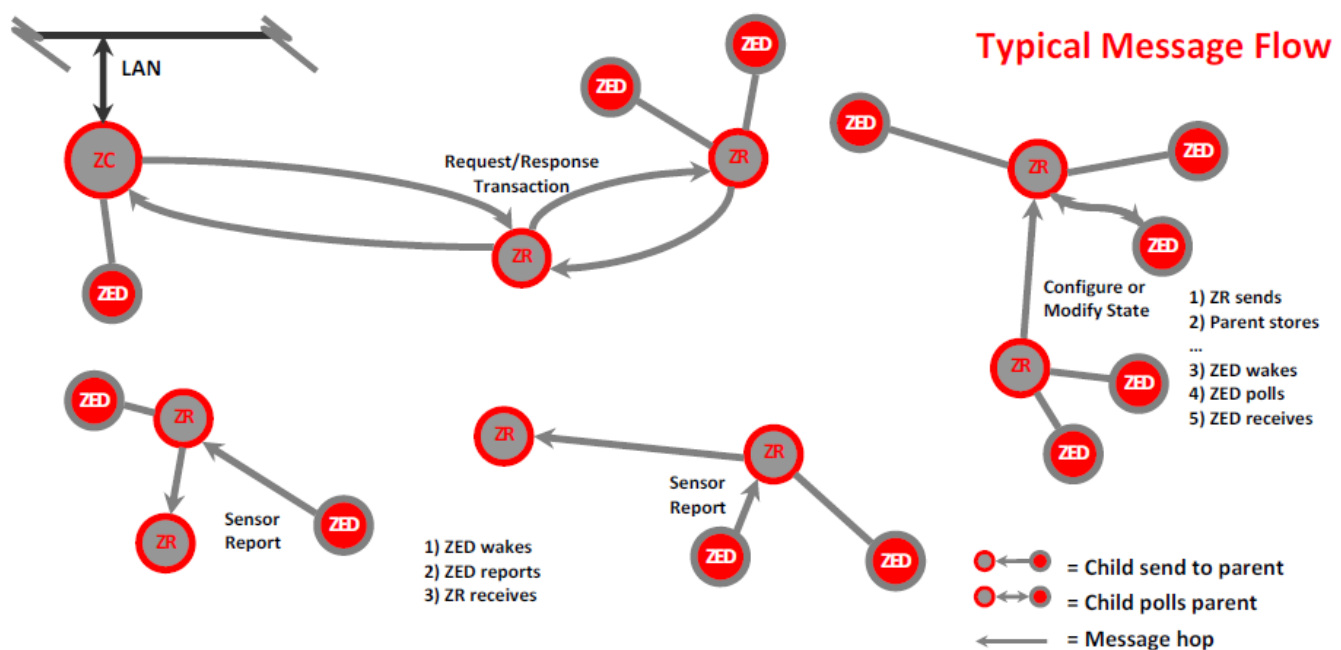 Typical Message Flow
LAN
ZED
ZED
ZED
ZC
Request/Response
Transaction
ZR
ZR
ZED
ZR
ZED
ZED
ZED
Configure or
Modify State
1) ZR sends
2) Parent stores
...
3) ZED wakes
4) ZED polls
5) ZED receives
ZR
ZED
ZED
ZED
ZR
Sensor
Report
ZR
ZED
1) ZED wakes
2) ZED reports
3) ZR receives
ZR
ZR
Sensor
Report
ZED
ZED
= Child send to parent
= Child polls parent
= Message hop